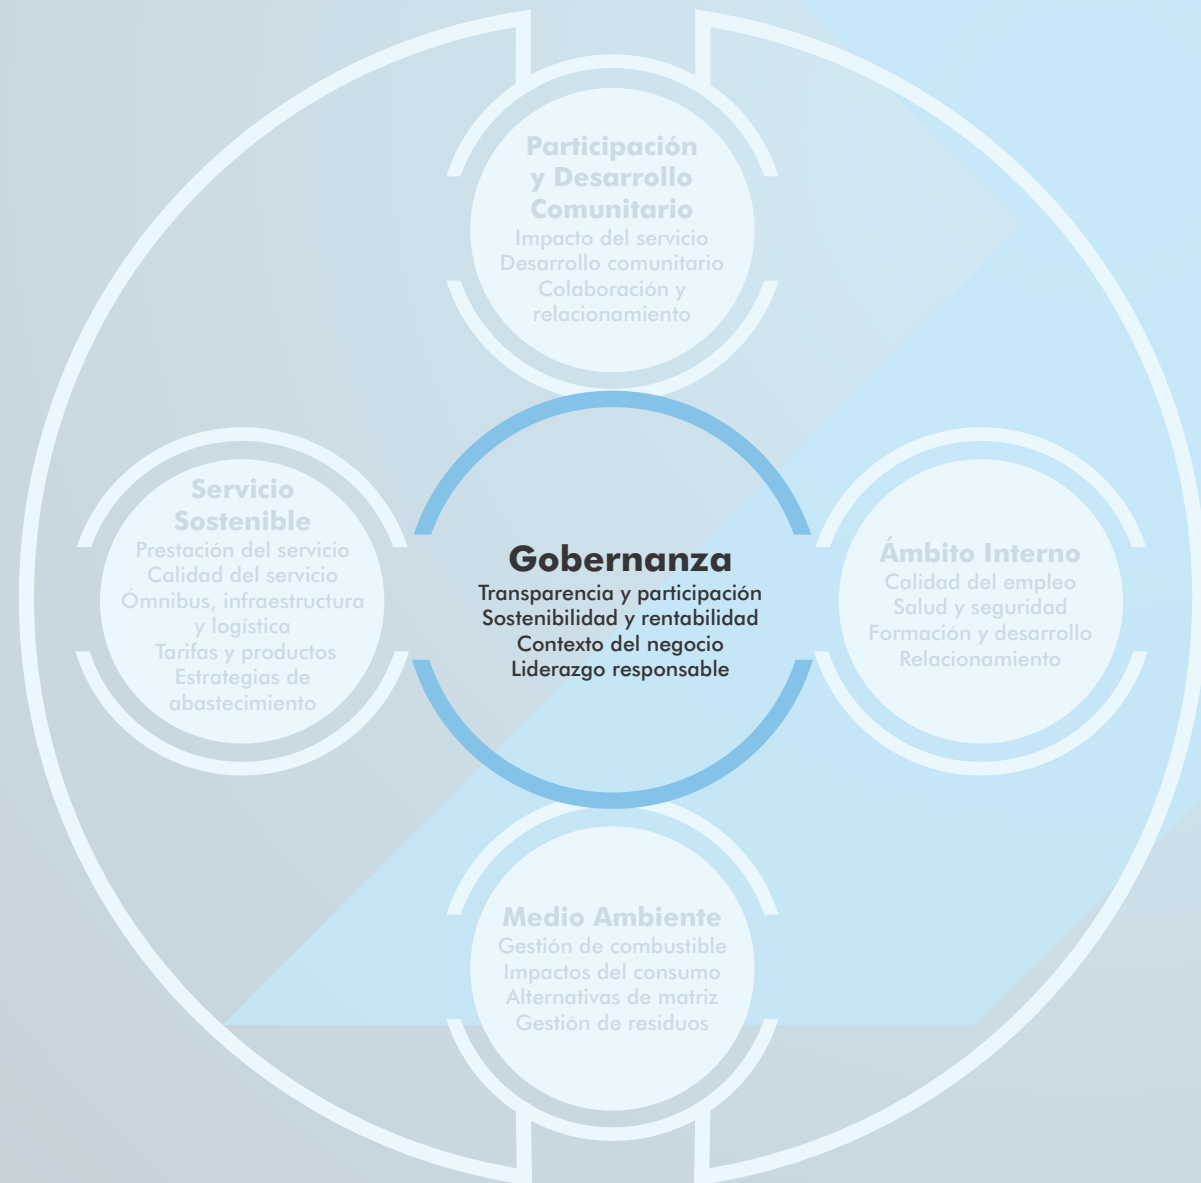 Participación
y Desarrollo
Comunitario
Impacto del servicio
Desarrollo comunitario
Colaboración y
relacionamiento
Servicio
Sostenible
Prestación del servicio
Calidad del servicio
Ómnibus, infraestructura
y logística
Tarifas y productos
Estrategias de
abastecimiento
Gobernanza
Transparencia y participación
Sostenibilidad y rentabilidad
Contexto del negocio
Liderazgo responsable
Ámbito Interno
Calidad del empleo
Salud y seguridad
Formación y desarrollo
Relacionamiento
Medio Ambiente
Gestión de combustible
Impactos del consumo
Alternativas de matriz
Gestión de residuos